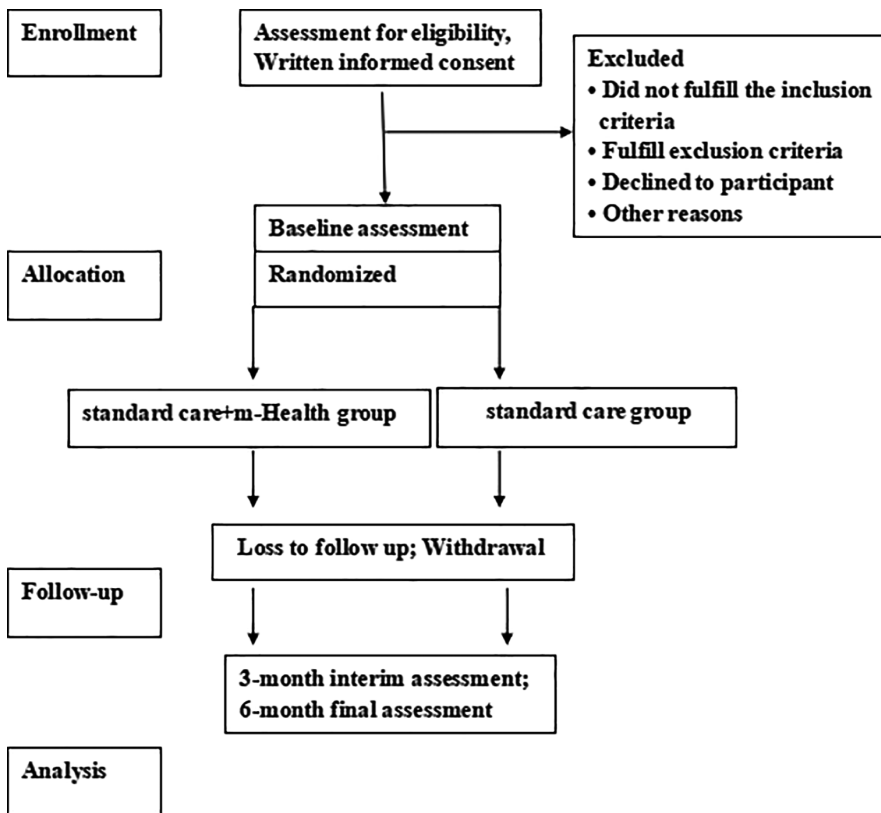 Enrollment
Assessment for eligibility,
Written informed consent
Excluded
• Did not fulfill the inclusion
criteria
• Fulfill exclusion criteria
• Declined to participant
• Other reasons
Baseline assessment
Allocation
Randomized
standard care+m-Health group
standard care group
Loss to follow up; Withdrawal
Follow-up
3-month interim assessment;
6-month final assessment
Analysis